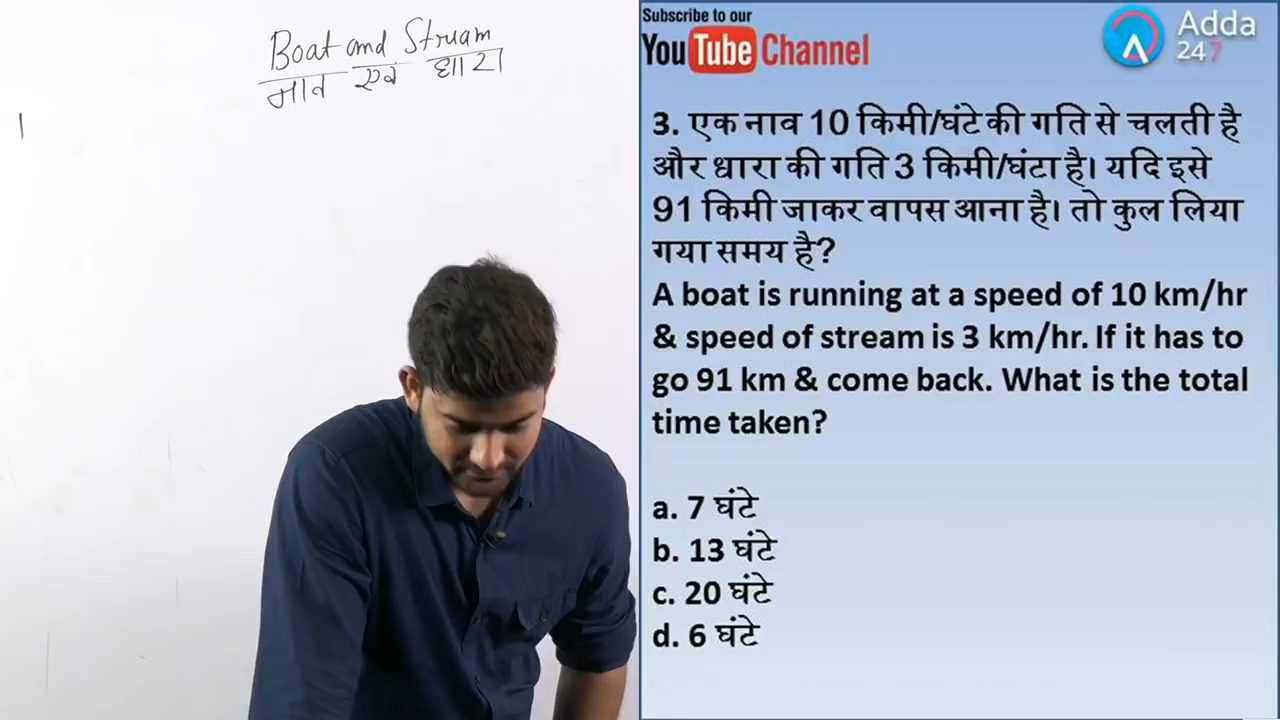 Boat and Stream
नाव एवं धारा
Subscribe to our
YouTube Channel
Adda
247
3. एक नाव 10 किमी/घंटे की गति से चलती है
और धारा की गति 3 किमी/घंटा है। यदि इसे
91 किमी जाकर वापस आना है। तो कुल लिया
गया समय है?
A boat is running at a speed of 10 km/hr
& speed of stream is 3 km/hr. If it has to
go 91 km & come back. What is the total
time taken?
a. 7 घंटे
b. 13 घंटे
c. 20 घंटे
d. 6 घंटे